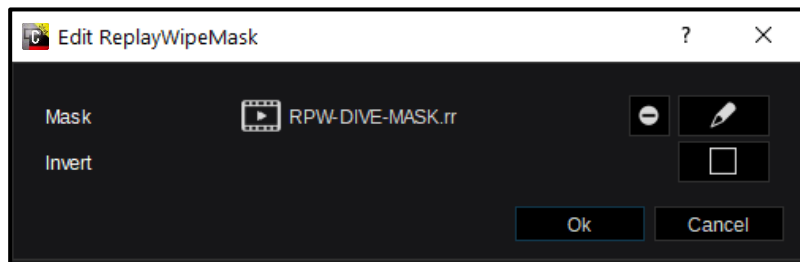 Edit ReplayWipeMask ?
Mask RPW-DIVE-MASK.rr
Invert
Ok Cancel